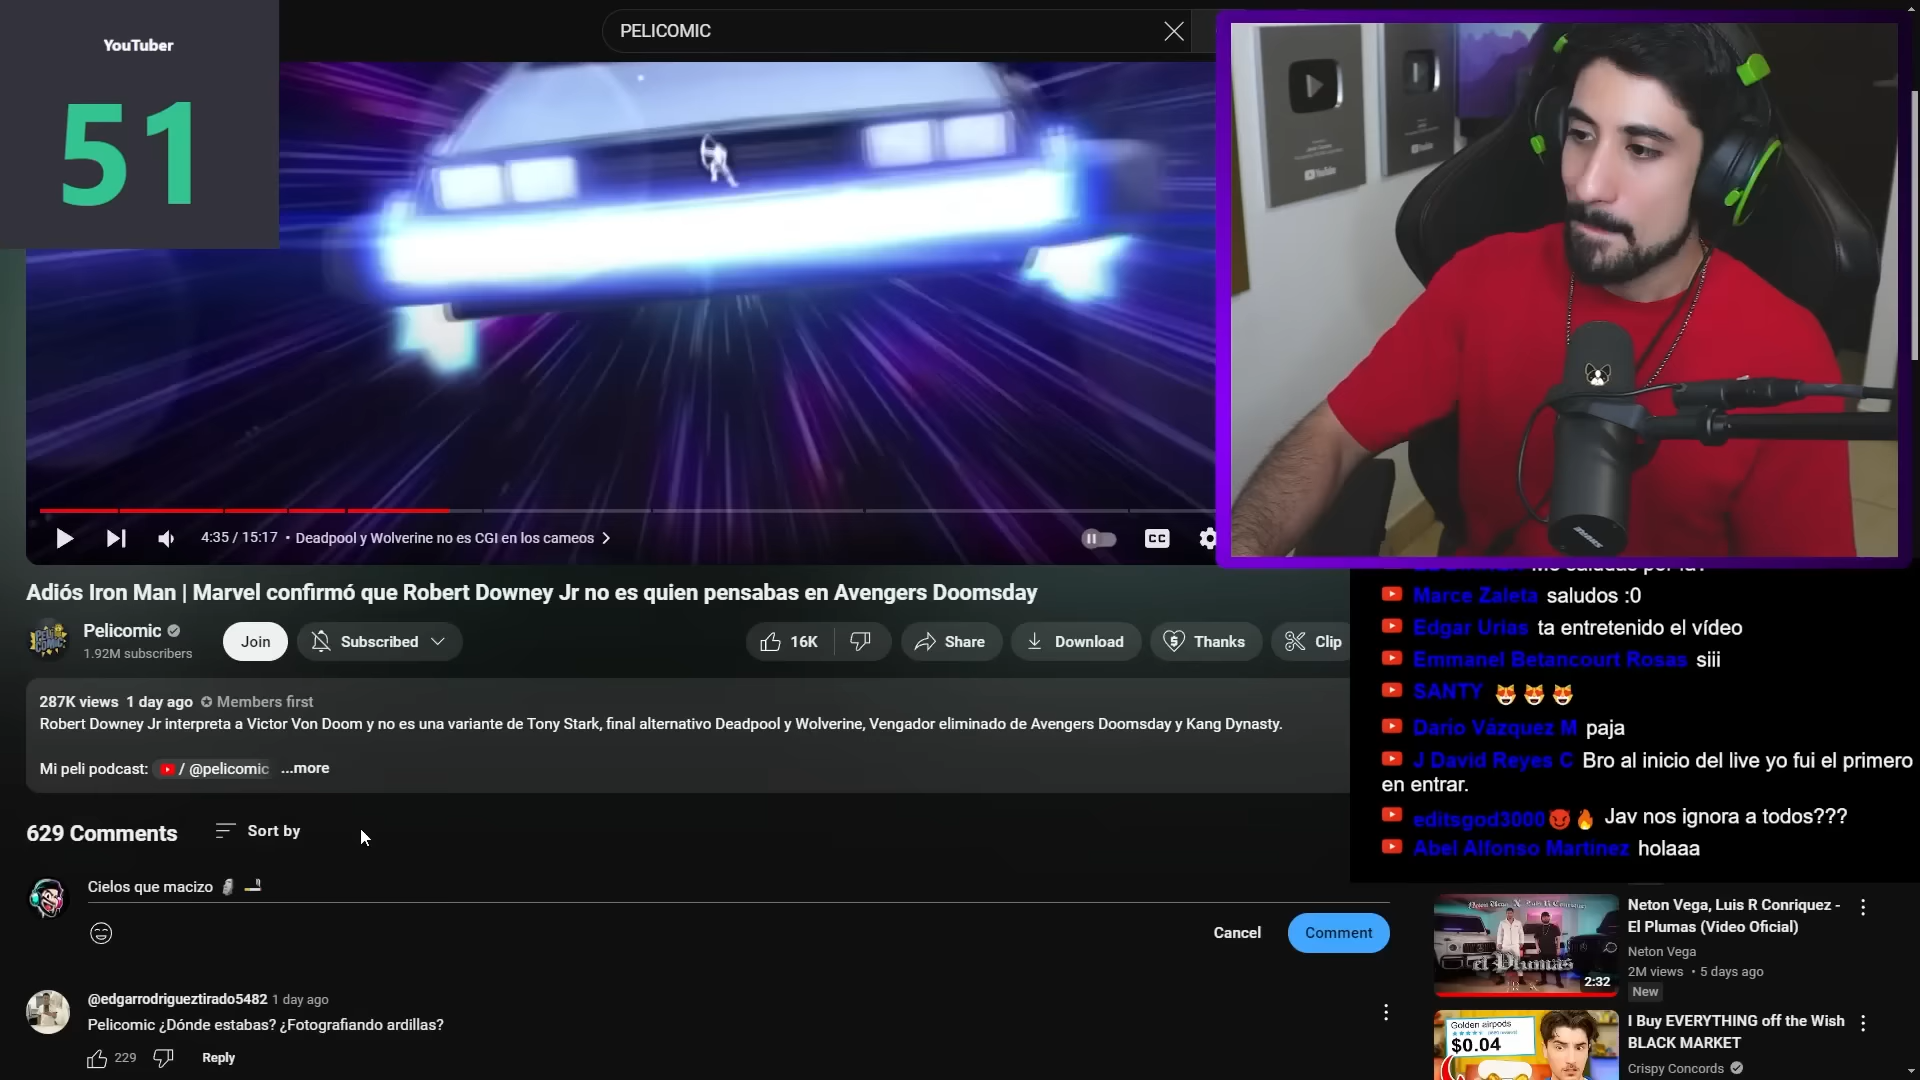 YouTuber
51
PELICOMIC
YouTube
YouTube
4:35 / 15:17 • Deadpool y Wolverine no es CGI en los cameos
CC
Adiós Iron Man | Marvel confirmó que Robert Downey Jr no es quien pensabas en Avengers Doomsday
Pelicomic
1.92M subscribers
Join
Subscribed
16K
Share
Download
Thanks
Clip
287K views 1 day ago Members first
Robert Downey Jr interpreta a Victor Von Doom y no es una variante de Tony Stark, final alternativo Deadpool y Wolverine, Vengador eliminado de Avengers Doomsday y Kang Dynasty.
Mi peli podcast: / @pelicomic ...more
629 Comments
Sort by
Cielos que macizo 🗿 🚬
Cancel
Comment
@edgarrodrigueztirado5482 1 day ago
Pelicomic ¿Dónde estabas? ¿Fotografiando ardillas?
229
Reply
Marce Zaleta saludos :0
Edgar Urias ta entretenido el vídeo
Emmanel Betancourt Rosas siii
SANTY 😻 😻 😻
Darío Vázquez M paja
J David Reyes C Bro al inicio del live yo fui el primero
en entrar.
editsgod3000😈🔥 Jav nos ignora a todos???
Abel Alfonso Martinez holaaa
El Plumas
2:32
Neton Vega, Luis R Conriquez -
El Plumas (Video Oficial)
Neton Vega
2M views • 5 days ago
New
Golden airpods
$0.04
I Buy EVERYTHING off the Wish
BLACK MARKET
Crispy Concords